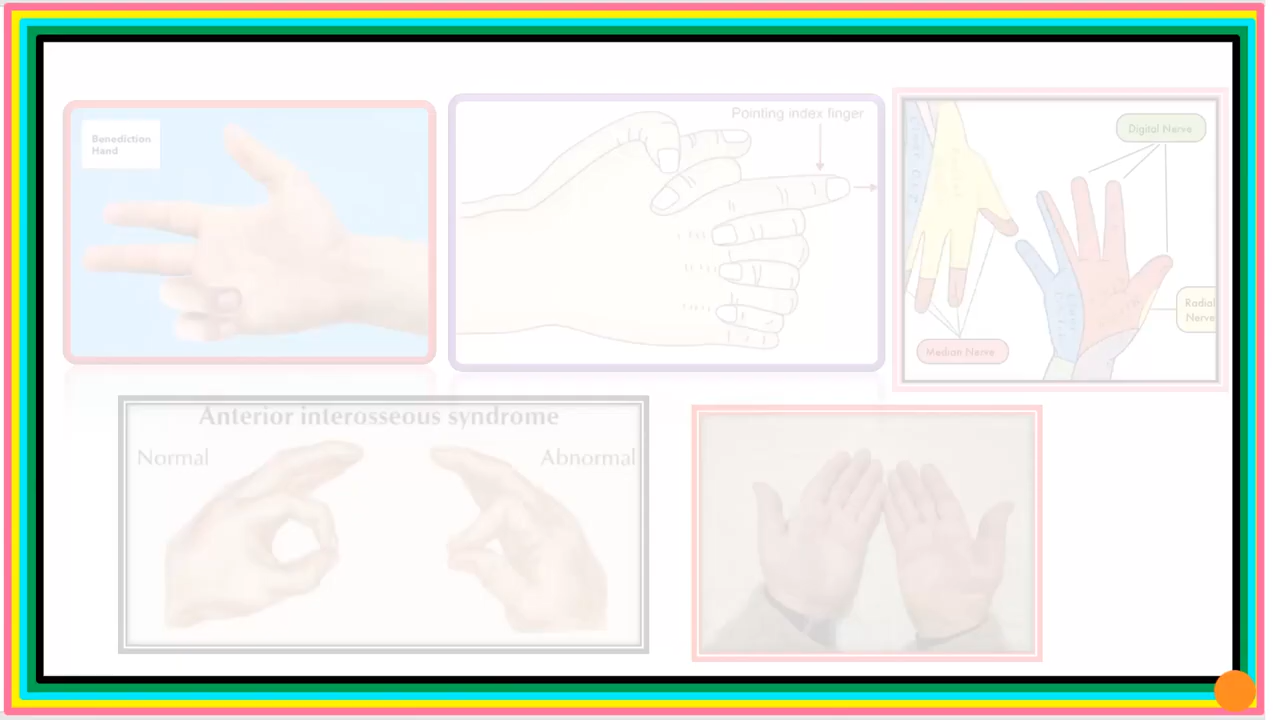 Benediction
Hand
Pointing index finger
Digital Nerve
Radial
Nerve
Median Nerve
Anterior interosseous syndrome
Normal
Abnormal